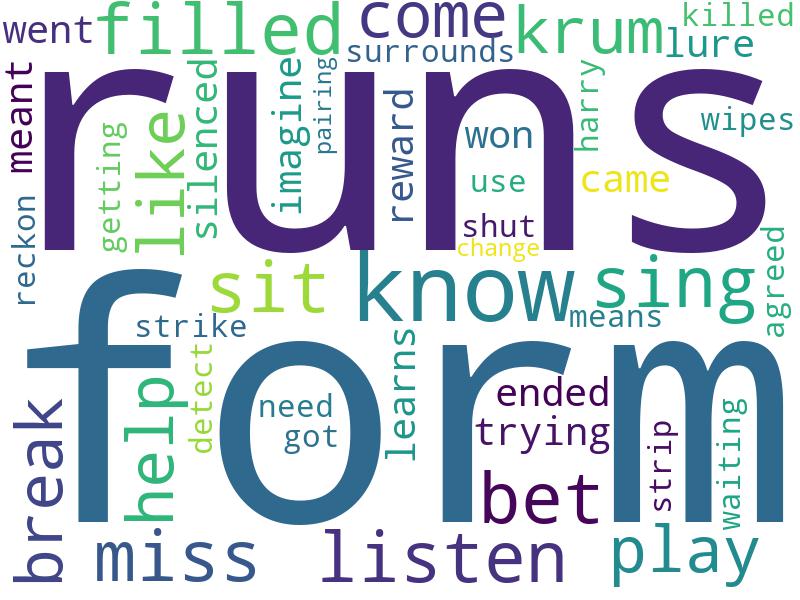 went
filled
come
krum
killed
lure
surrounds
runs
meant
getting
like
silenced
imagine
pairing
reward
won
harry
wipes
use
came
shut
change
reckon
sit
know
sing
agreed
strike
means
form
break
help
detect
need
got
learns
ended
trying
bet
strip
waiting
miss
listen
play